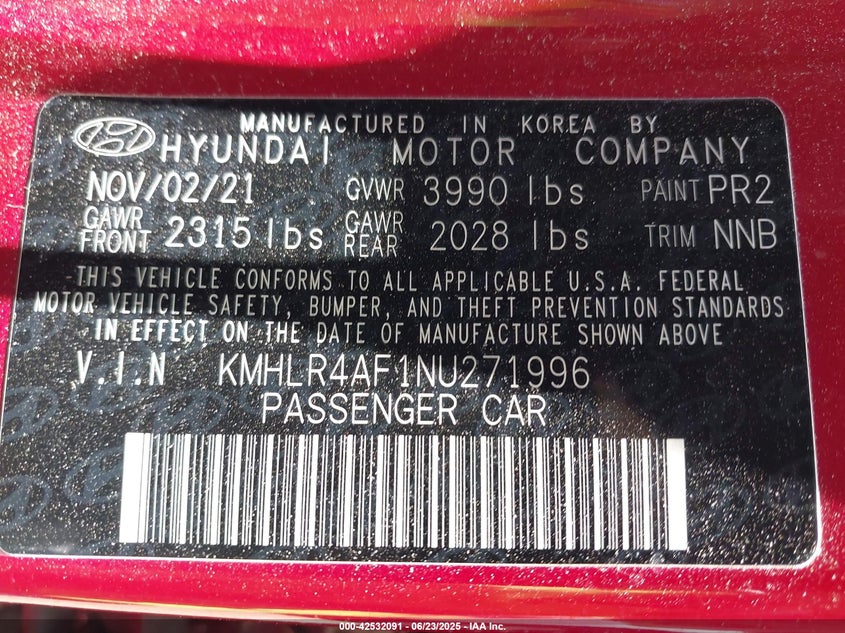 MANUFACTURED IN KOREA BY
HYUNDAI MOTOR COMPANY
NOV/02/21 GVWR 3990 lbs PAINT PR2
GAWR FRONT 2315 lbs GAWR REAR 2028 lbs TRIM NNB
THIS VEHICLE CONFORMS TO ALL APPLICABLE U.S.A. FEDERAL
MOTOR VEHICLE SAFETY, BUMPER, AND THEFT PREVENTION STANDARDS
IN EFFECT ON THE DATE OF MANUFACTURE SHOWN ABOVE
V.I.N KMHLR4AF1NU271996
PASSENGER CAR
000-42532091 - 06/23/2025 - IAA Inc.